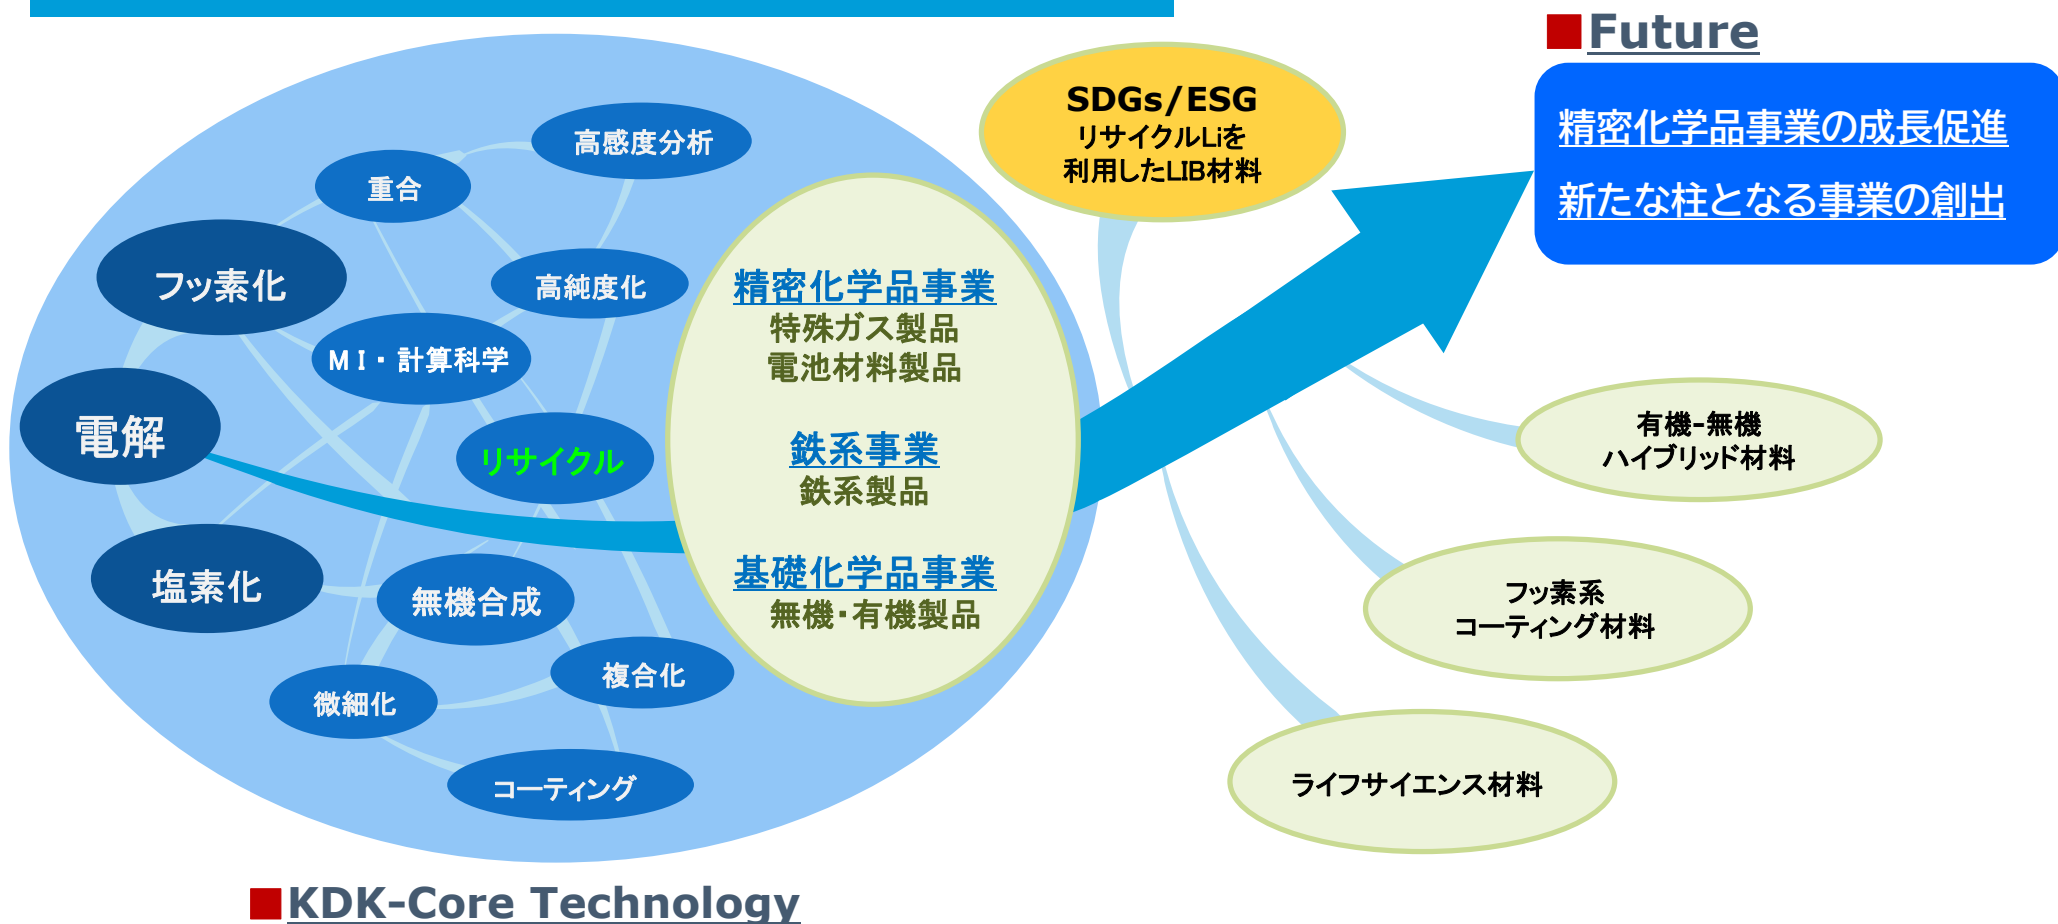 ■Future
精密化学品事業の成長促進
新たな柱となる事業の創出
SDGs/ESG
リサイクルLiを
利用したLIB材料
高感度分析
重合
フッ素化
高純度化
MI・計算科学
電解
リサイクル
塩素化
無機合成
複合化
微細化
コーティング
精密化学品事業
特殊ガス製品
電池材料製品
鉄系事業
鉄系製品
基礎化学品事業
無機・有機製品
有機-無機
ハイブリッド材料
フッ素系
コーティング材料
ライフサイエンス材料
■KDK-Core Technology